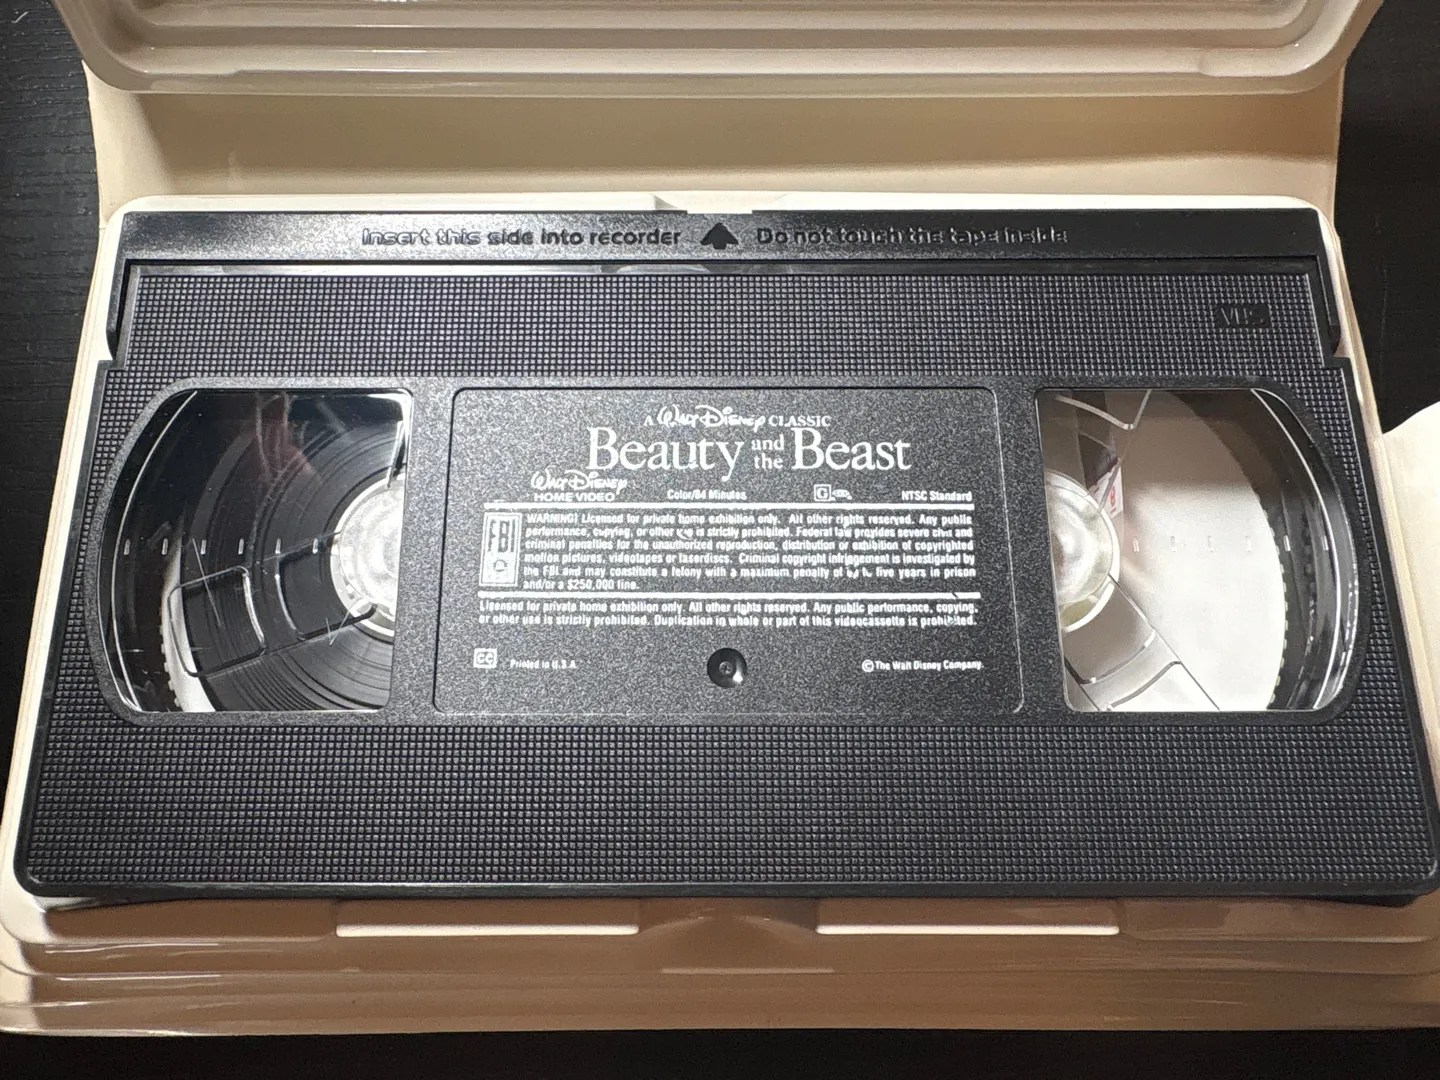 Insert this side into recorder Do not touch the tape inside
VHS
A WALT DISNEY CLASSIC
Beauty and the Beast
WALT DISNEY
HOME VIDEO Color/84 Minutes G NTSC Standard
FBI
WARNING! Licensed for private home exhibition only. All other rights reserved. Any public
performance, copying, or other use is strictly prohibited. Federal law provides severe civil and
criminal penalties for the unauthorized reproduction, distribution or exhibition of copyrighted
motion pictures, videotapes or laserdiscs. Criminal copyright infringement is investigated by
the FBI and may constitute a felony with a maximum penalty of up to five years in prison
and/or a $250,000 fine.
Licensed for private home exhibition only. All other rights reserved. Any public performance, copying,
or other use is strictly prohibited. Duplication in whole or part of this videocassette is prohibited.
CC Printed in U.S.A. © The Walt Disney Company.